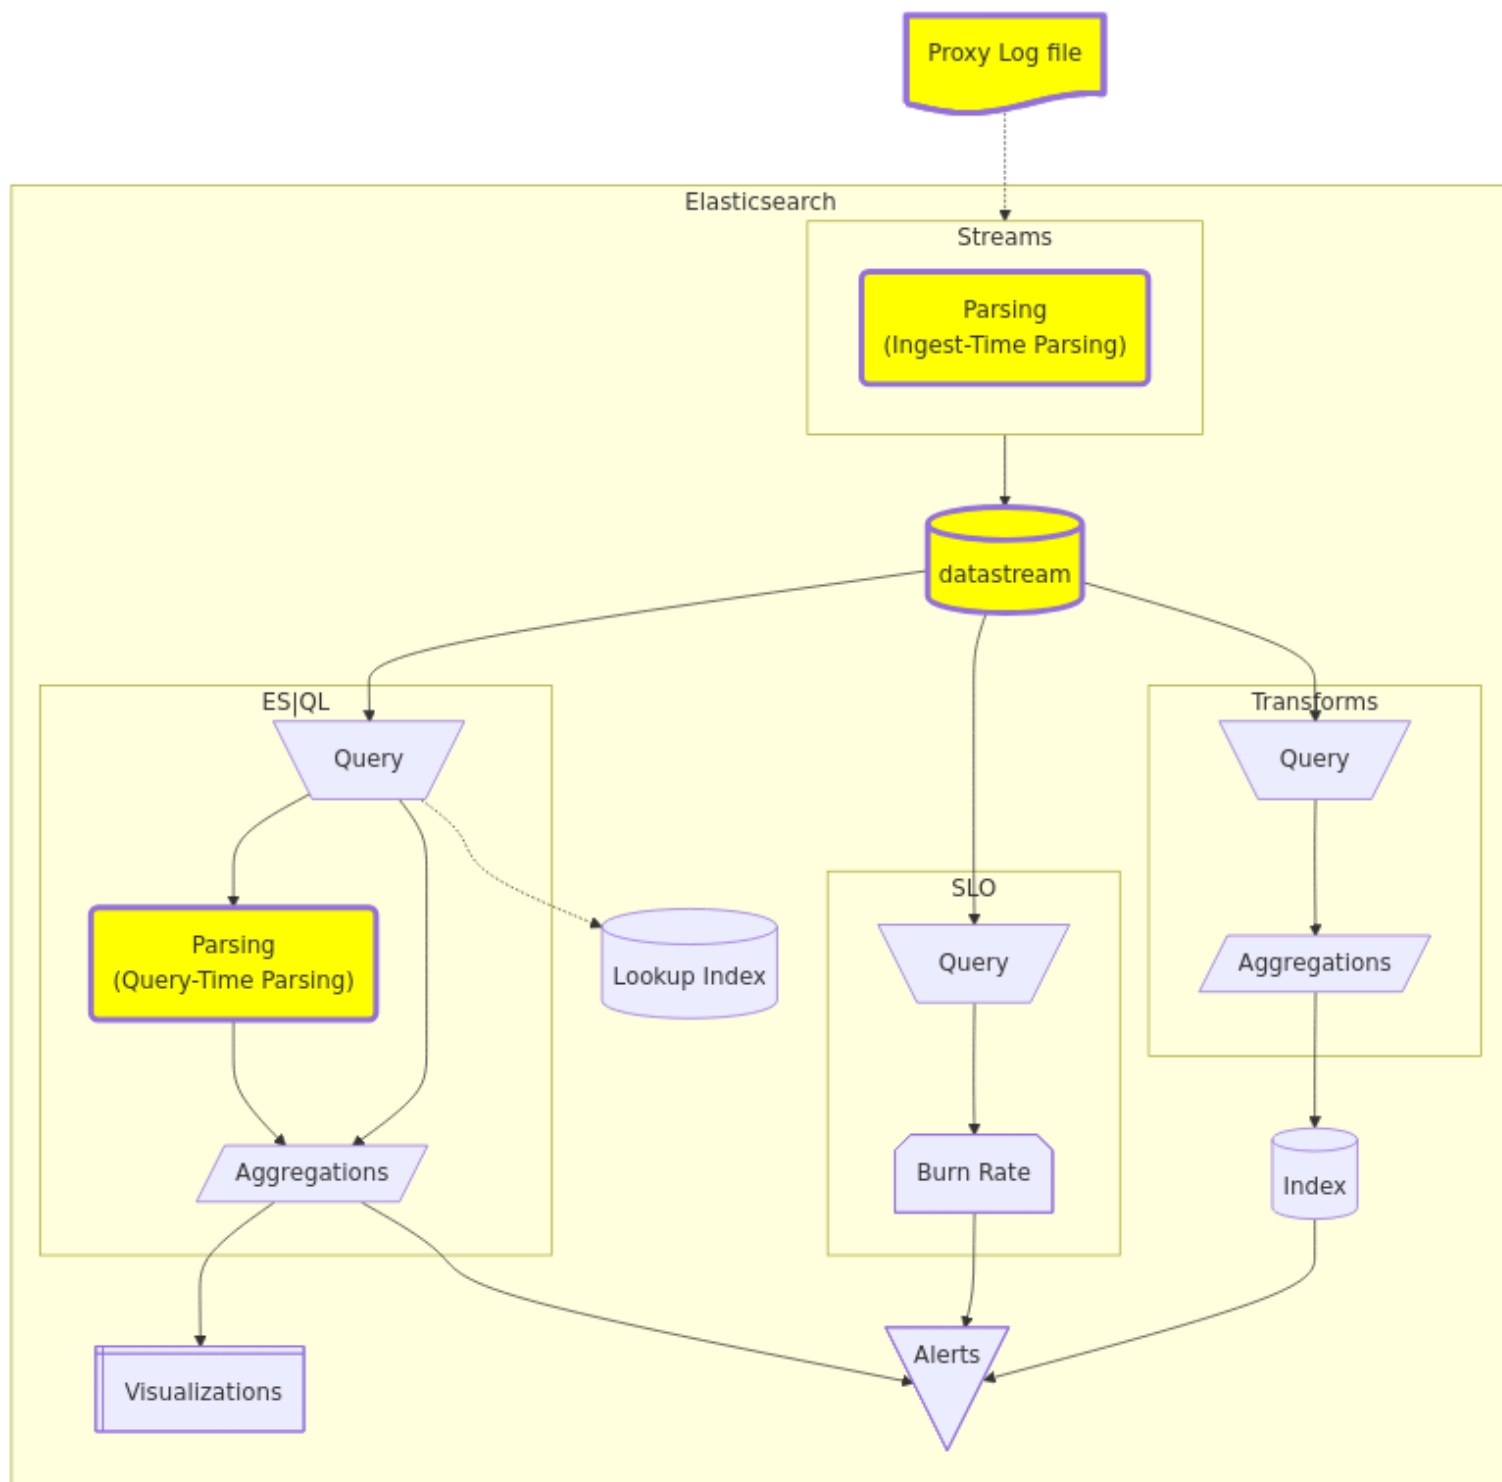 Proxy Log file
Elasticsearch
Streams
Parsing
(Ingest-Time Parsing)
datastream
ES|QL
Query
Transforms
Query
Parsing
(Query-Time Parsing)
Lookup Index
SLO
Query
Aggregations
Aggregations
Burn Rate
Index
Visualizations
Alerts